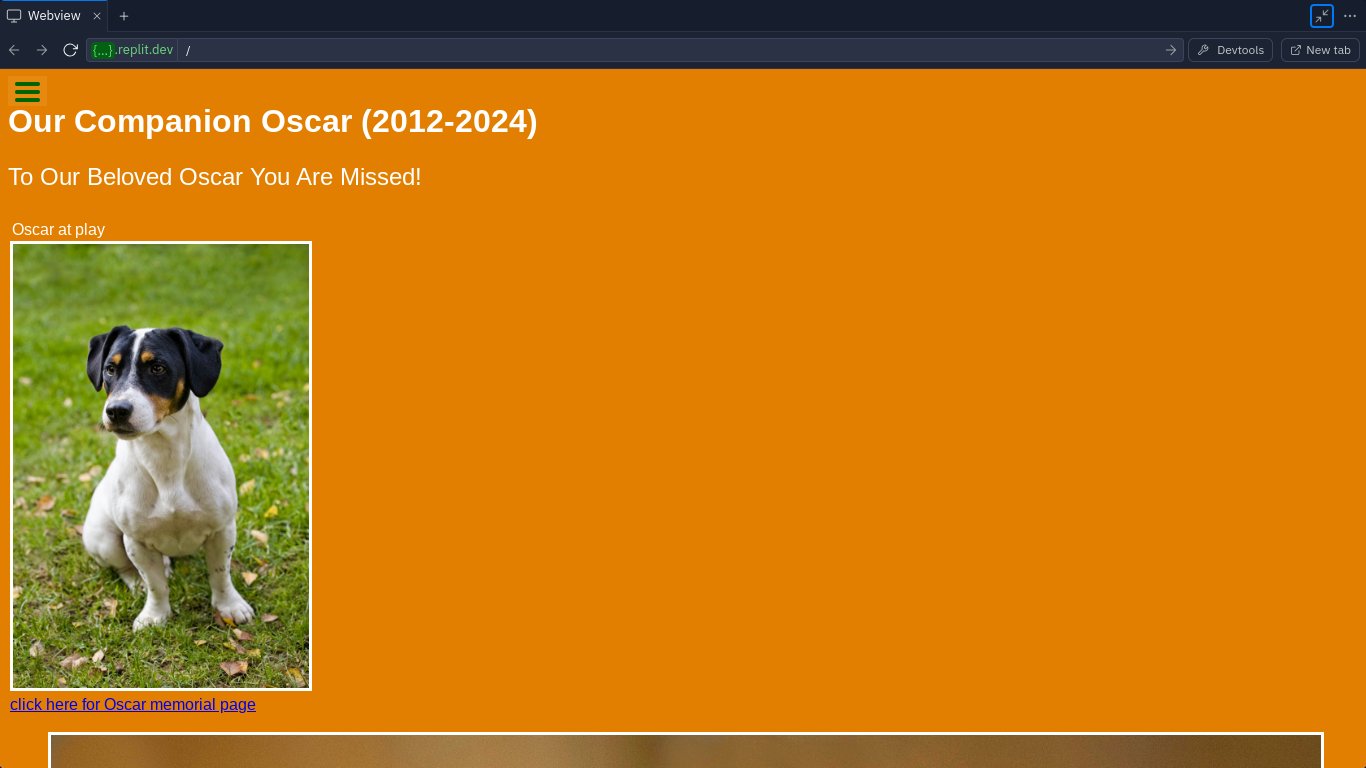 Webview
{...}.replit.dev /
Devtools
New tab
Our Companion Oscar (2012-2024)
To Our Beloved Oscar You Are Missed!
Oscar at play
click here for Oscar memorial page